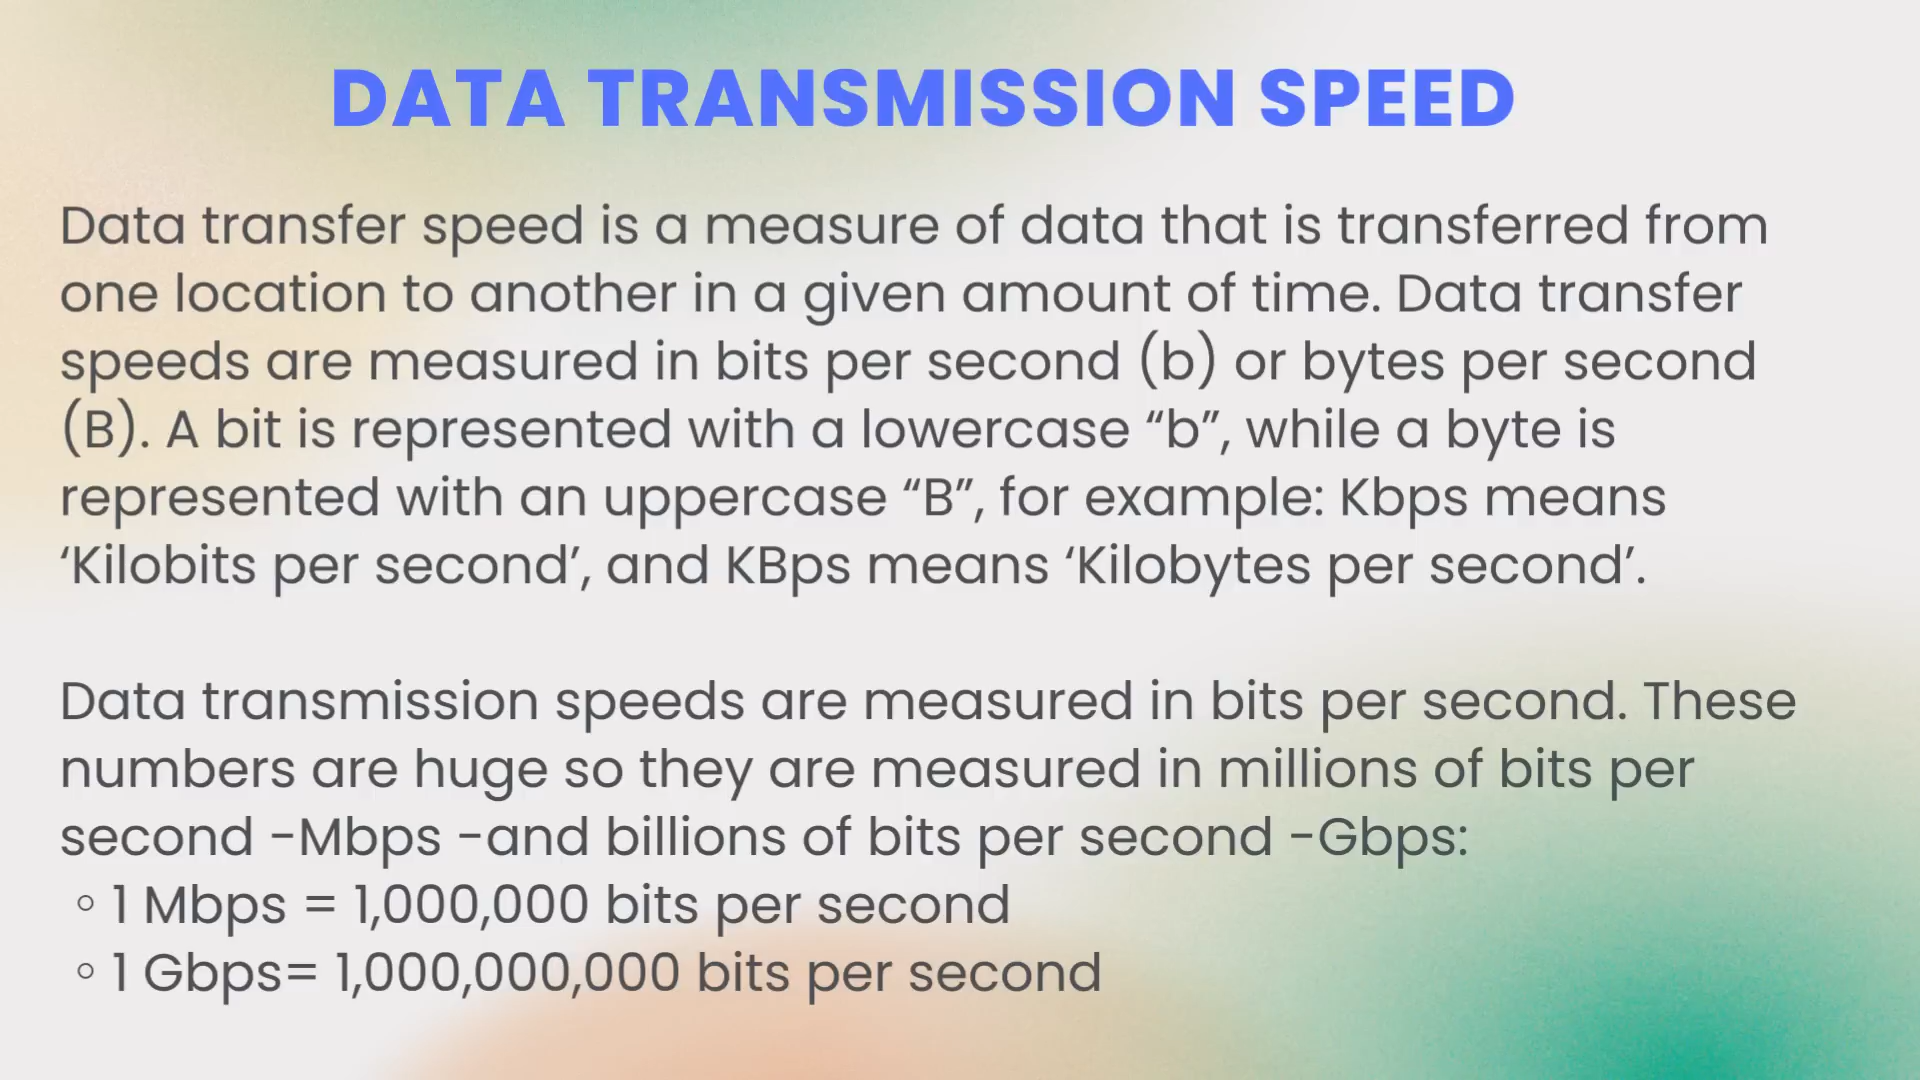 DATA TRANSMISSION SPEED
Data transfer speed is a measure of data that is transferred from
one location to another in a given amount of time. Data transfer
speeds are measured in bits per second (b) or bytes per second
(B). A bit is represented with a lowercase “b”, while a byte is
represented with an uppercase “B”, for example: Kbps means
‘Kilobits per second’, and KBps means ‘Kilobytes per second’.
Data transmission speeds are measured in bits per second. These
numbers are huge so they are measured in millions of bits per
second -Mbps -and billions of bits per second -Gbps:
◦ 1 Mbps = 1,000,000 bits per second
◦ 1 Gbps= 1,000,000,000 bits per second